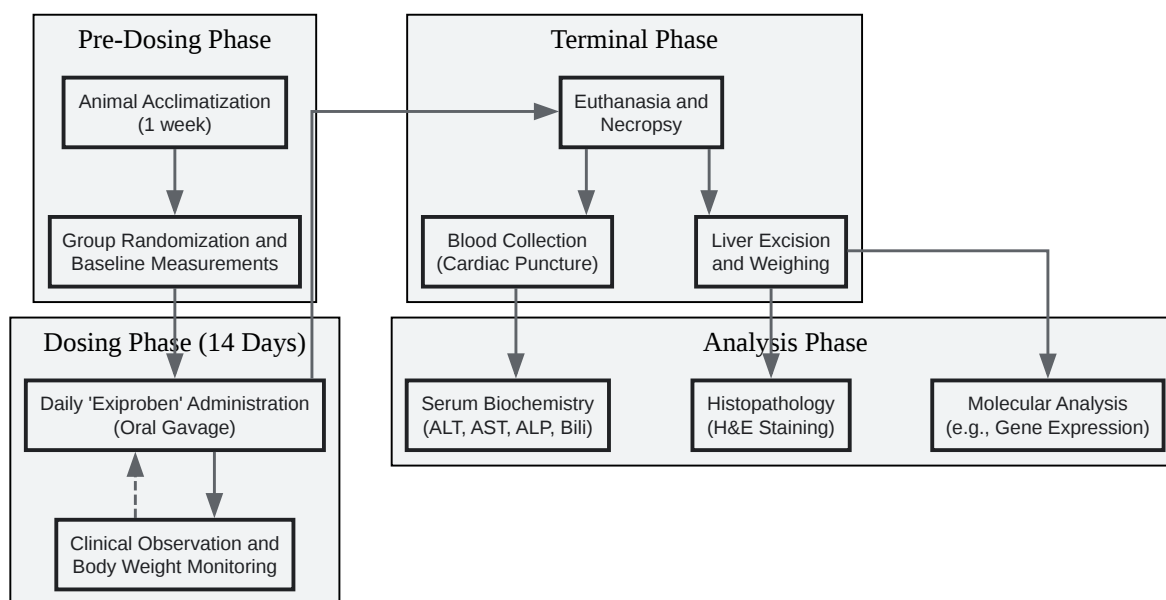 Pre-Dosing Phase
Animal Acclimatization
(1 week)
Group Randomization and
Baseline Measurements
Dosing Phase (14 Days)
Daily 'Exiproben' Administration
(Oral Gavage)
Clinical Observation and
Body Weight Monitoring
Terminal Phase
Euthanasia and
Necropsy
Blood Collection
(Cardiac Puncture)
Liver Excision
and Weighing
Analysis Phase
Serum Biochemistry
(ALT, AST, ALP, Bili)
Histopathology
(H&E Staining)
Molecular Analysis
(e.g., Gene Expression)